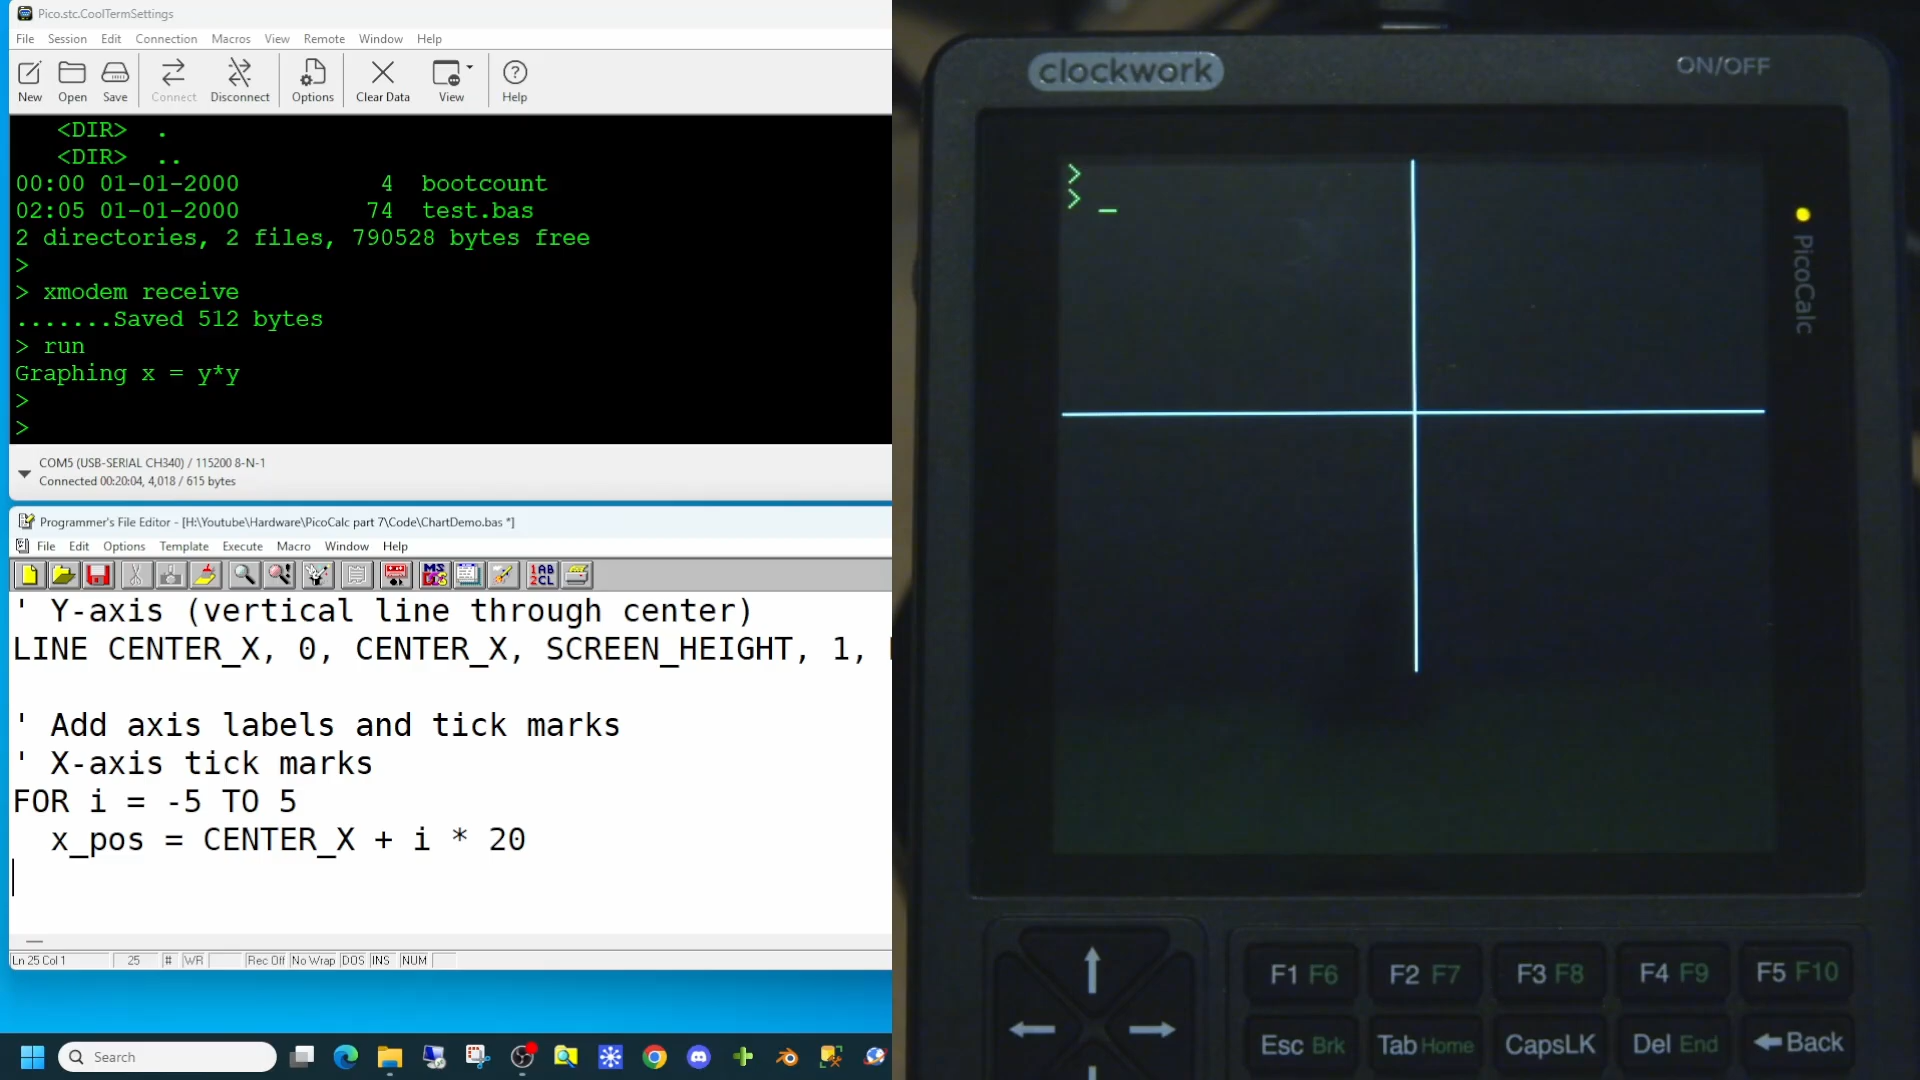 Pico.stc.CoolTermSettings
File Session Edit Connection Macros View Remote Window Help
New Open Save Connect Disconnect Options Clear Data View Help
<DIR> .
<DIR> ..
00:00 01-01-2000 4 bootcount
02:05 01-01-2000 74 test.bas
2 directories, 2 files, 790528 bytes free
>
> xmodem receive
.......Saved 512 bytes
> run
Graphing x = y*y
>
>
COM5 (USB-SERIAL CH340) / 115200 8-N-1
Connected 00:20:04, 4,018 / 615 bytes
Programmer's File Editor - [H:\Youtube\Hardware\PicoCalc part 7\Code\ChartDemo.bas *]
File Edit Options Template Execute Macro Window Help
' Y-axis (vertical line through center)
LINE CENTER_X, 0, CENTER_X, SCREEN_HEIGHT, 1,
' Add axis labels and tick marks
' X-axis tick marks
FOR i = -5 TO 5
x_pos = CENTER_X + i * 20
Ln 25 Col 1 25 # WR Rec Off No Wrap DOS INS NUM
Search
clockwork
ON/OFF
>
> _
PicoCalc
F1 F6 F2 F7 F3 F8 F4 F9 F5 F10
Esc Brk Tab Home CapsLK Del End Back